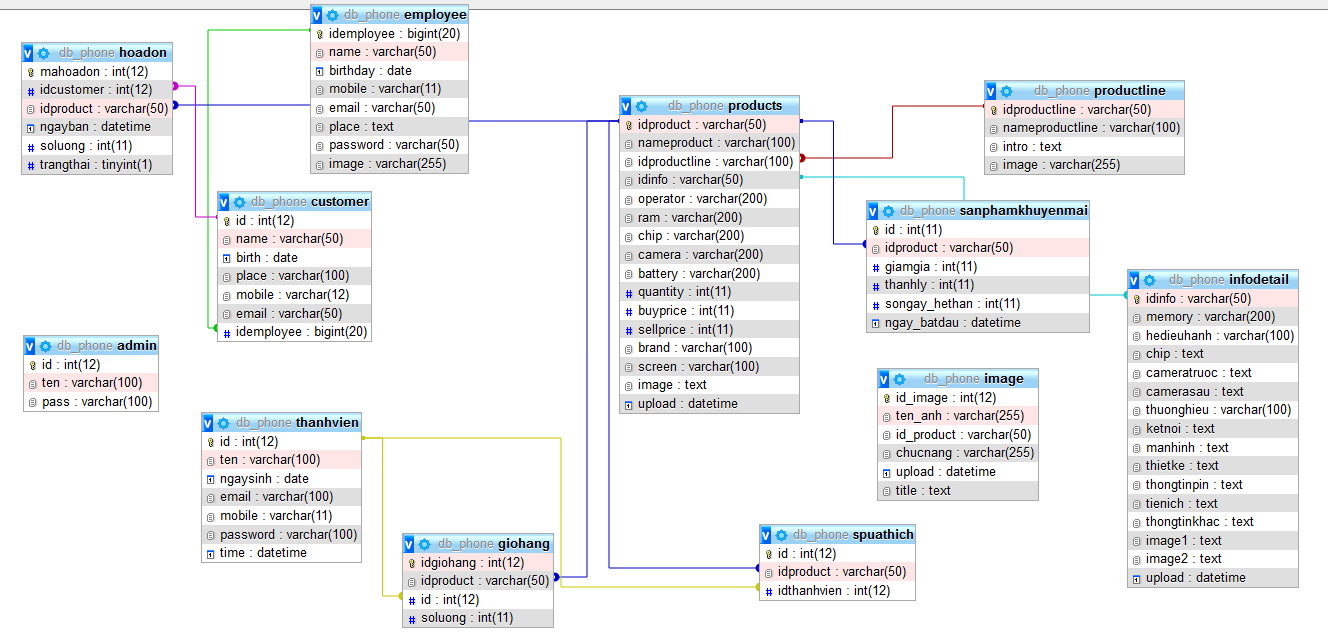 db_phone hoadon
mahoadon : int(12)
idcustomer : int(12)
idproduct : varchar(50)
ngayban : datetime
soluong : int(11)
trangthai : tinyint(1)
db_phone employee
idemployee : bigint(20)
name : varchar(50)
birthday : date
mobile : varchar(11)
email : varchar(50)
place : text
password : varchar(50)
image : varchar(255)
db_phone customer
id : int(12)
name : varchar(50)
birth : date
place : varchar(100)
mobile : varchar(12)
email : varchar(50)
idemployee : bigint(20)
db_phone admin
id : int(12)
ten : varchar(100)
pass : varchar(100)
db_phone thanhvien
id : int(12)
ten : varchar(100)
ngaysinh : date
email : varchar(100)
mobile : varchar(11)
password : varchar(100)
time : datetime
db_phone giohang
idgiohang : int(12)
idproduct : varchar(50)
id : int(12)
soluong : int(11)
db_phone products
idproduct : varchar(50)
nameproduct : varchar(100)
idproductline : varchar(100)
idinfo : varchar(50)
operator : varchar(200)
ram : varchar(200)
chip : varchar(200)
camera : varchar(200)
battery : varchar(200)
quantity : int(11)
buyprice : int(11)
sellprice : int(11)
brand : varchar(100)
screen : varchar(100)
image : text
upload : datetime
db_phone productline
idproductline : varchar(50)
nameproductline : varchar(100)
intro : text
image : varchar(255)
db_phone sanphamkhuyenmai
id : int(11)
idproduct : varchar(50)
giamgia : int(11)
thanhly : int(11)
songay_hethan : int(11)
ngay_batdau : datetime
db_phone image
id_image : int(12)
ten_anh : varchar(255)
id_product : varchar(50)
chucnang : varchar(255)
upload : datetime
title : text
db_phone spuathich
id : int(12)
idproduct : varchar(50)
idthanhvien : int(12)
db_phone infodetail
idinfo : varchar(50)
memory : varchar(200)
hedieuhanh : varchar(100)
chip : text
cameratruoc : text
camerasau : text
thuonghieu : varchar(100)
ketnoi : text
manhinh : text
thietke : text
thongtinpin : text
tienich : text
thongtinkhac : text
image1 : text
image2 : text
upload : datetime